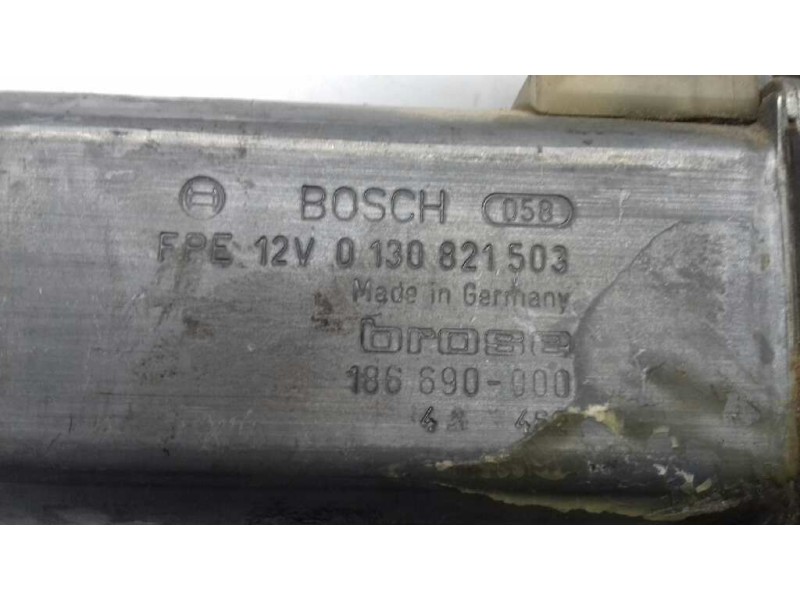 BOSCH 058
FPE 12V 0 130 821 503
Made in Germany
brose
186 690-000